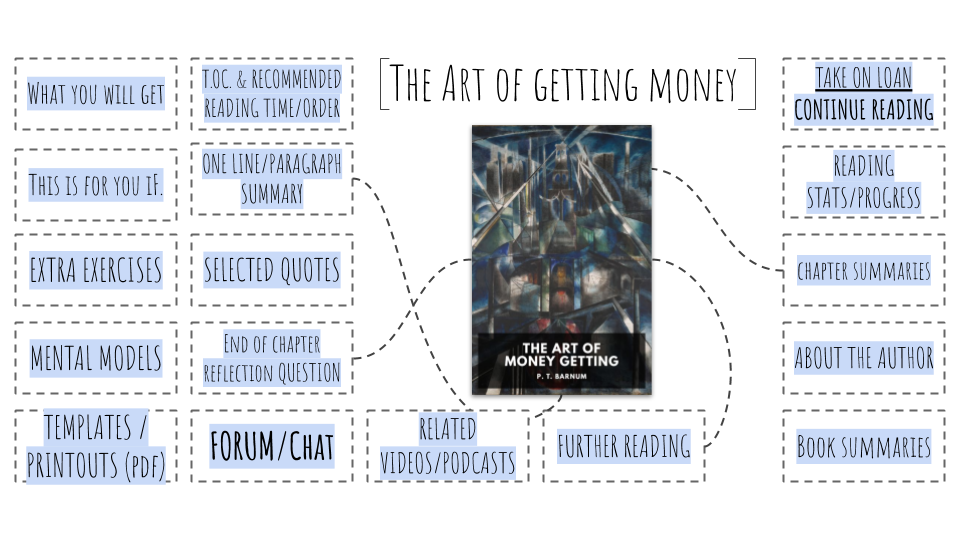 What you will get
T.O.C. & RECOMMENDED
READING TIME/ORDER
[The Art of getting money]
TAKE ON LOAN
CONTINUE READING
This is for you if.
ONE LINE/PARAGRAPH
SUMMARY
READING
STATS/PROGRESS
EXTRA EXERCISES
SELECTED QUOTES
CHAPTER SUMMARIES
MENTAL MODELS
End of chapter
reflection QUESTION
THE ART OF
MONEY GETTING
P. T. BARNUM
ABOUT THE AUTHOR
TEMPLATES /
PRINTOUTS (pdf)
FORUM/Chat
RELATED
VIDEOS/PODCASTS
FURTHER READING
Book summaries